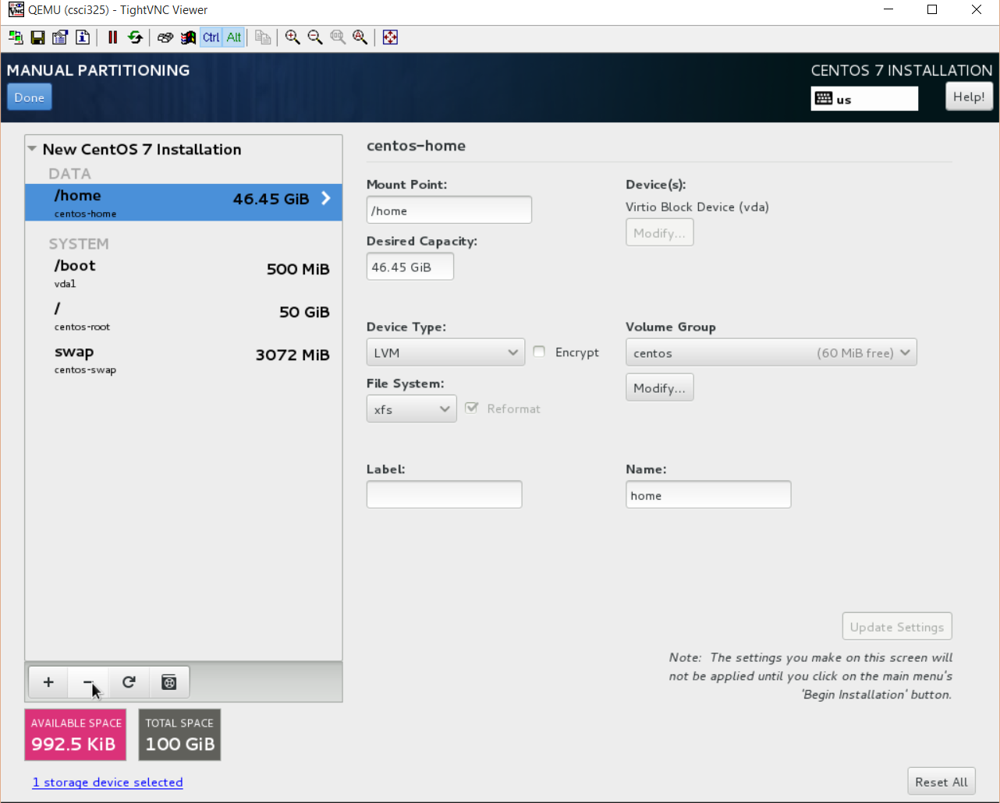 QEMU (csci325) - TightVNC Viewer
Ctrl Alt
MANUAL PARTITIONING
CENTOS 7 INSTALLATION
Done
us
Help!
New CentOS 7 Installation
DATA
/home
46.45 GiB
centos-home
SYSTEM
/boot
500 MiB
vda1
/
50 GiB
centos-root
swap
3072 MiB
centos-swap
centos-home
Mount Point:
/home
Device(s):
Virtio Block Device (vda)
Modify...
Desired Capacity:
46.45 GiB
Device Type:
LVM
Encrypt
Volume Group
centos (60 MiB free)
Modify...
File System:
xfs
Reformat
Label:
Name:
home
Update Settings
Note: The settings you make on this screen will
not be applied until you click on the main menu's
'Begin Installation' button.
AVAILABLE SPACE
992.5 KiB
TOTAL SPACE
100 GiB
1 storage device selected
Reset All